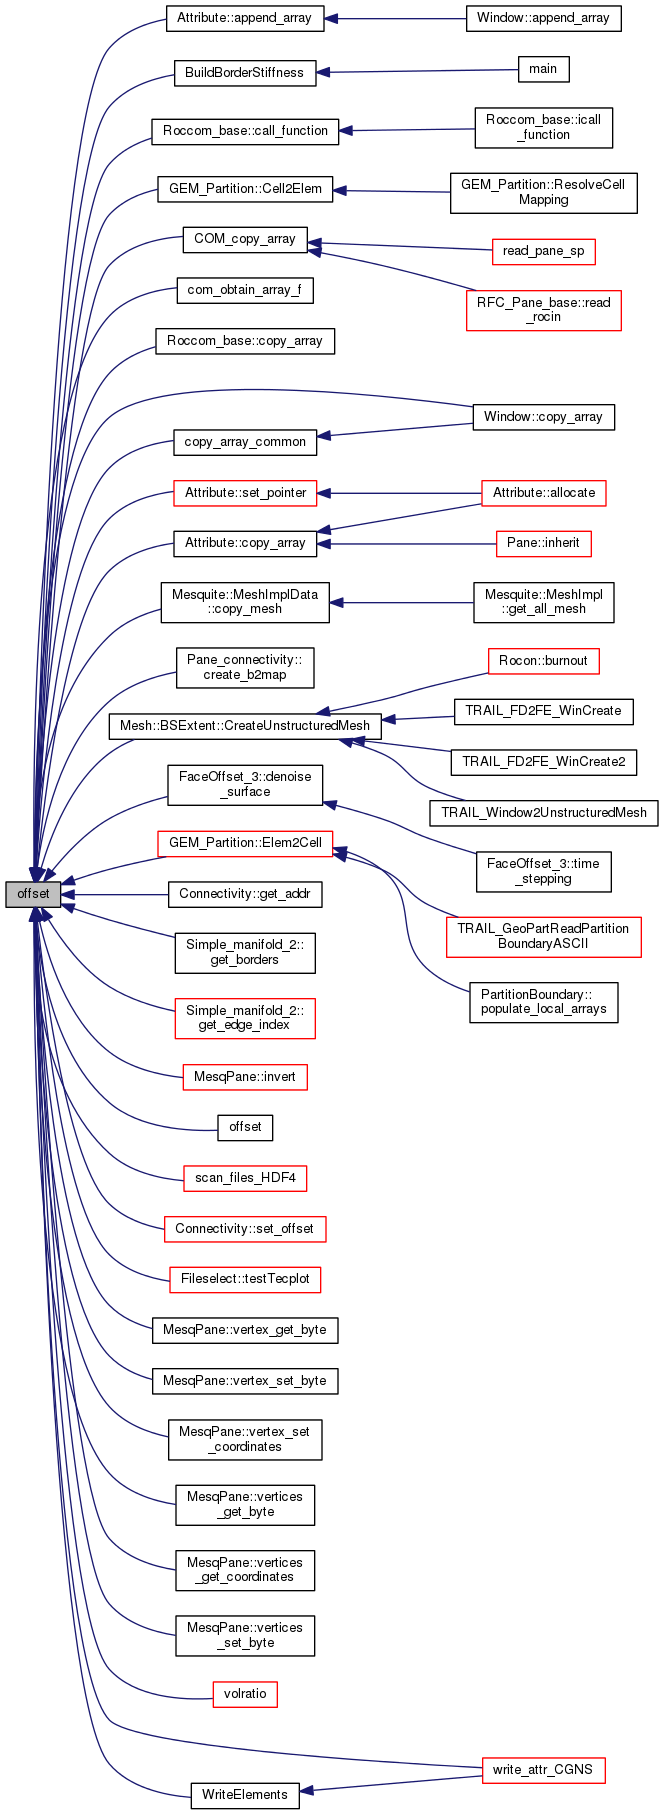 Attribute::append_array
Window::append_array
BuildBorderStiffness
main
Roccom_base::call_function
Roccom_base::icall
_function
GEM_Partition::Cell2Elem
GEM_Partition::ResolveCell
Mapping
COM_copy_array
read_pane_sp
RFC_Pane_base::read
_rocin
com_obtain_array_f
Roccom_base::copy_array
Window::copy_array
copy_array_common
Attribute::set_pointer
Attribute::allocate
Attribute::copy_array
Pane::inherit
Mesquite::MeshImplData
::copy_mesh
Mesquite::MeshImpl
::get_all_mesh
Pane_connectivity::
create_b2map
Rocon::burnout
Mesh::BSExtent::CreateUnstructuredMesh
TRAIL_FD2FE_WinCreate
TRAIL_FD2FE_WinCreate2
TRAIL_Window2UnstructuredMesh
FaceOffset_3::denoise
_surface
FaceOffset_3::time
_stepping
GEM_Partition::Elem2Cell
TRAIL_GeoPartReadPartition
BoundaryASCII
PartitionBoundary::
populate_local_arrays
offset
Connectivity::get_addr
Simple_manifold_2::
get_borders
Simple_manifold_2::
get_edge_index
MesqPane::invert
offset
scan_files_HDF4
Connectivity::set_offset
Fileselect::testTecplot
MesqPane::vertex_get_byte
MesqPane::vertex_set_byte
MesqPane::vertex_set
_coordinates
MesqPane::vertices
_get_byte
MesqPane::vertices
_get_coordinates
MesqPane::vertices
_set_byte
volratio
write_attr_CGNS
WriteElements